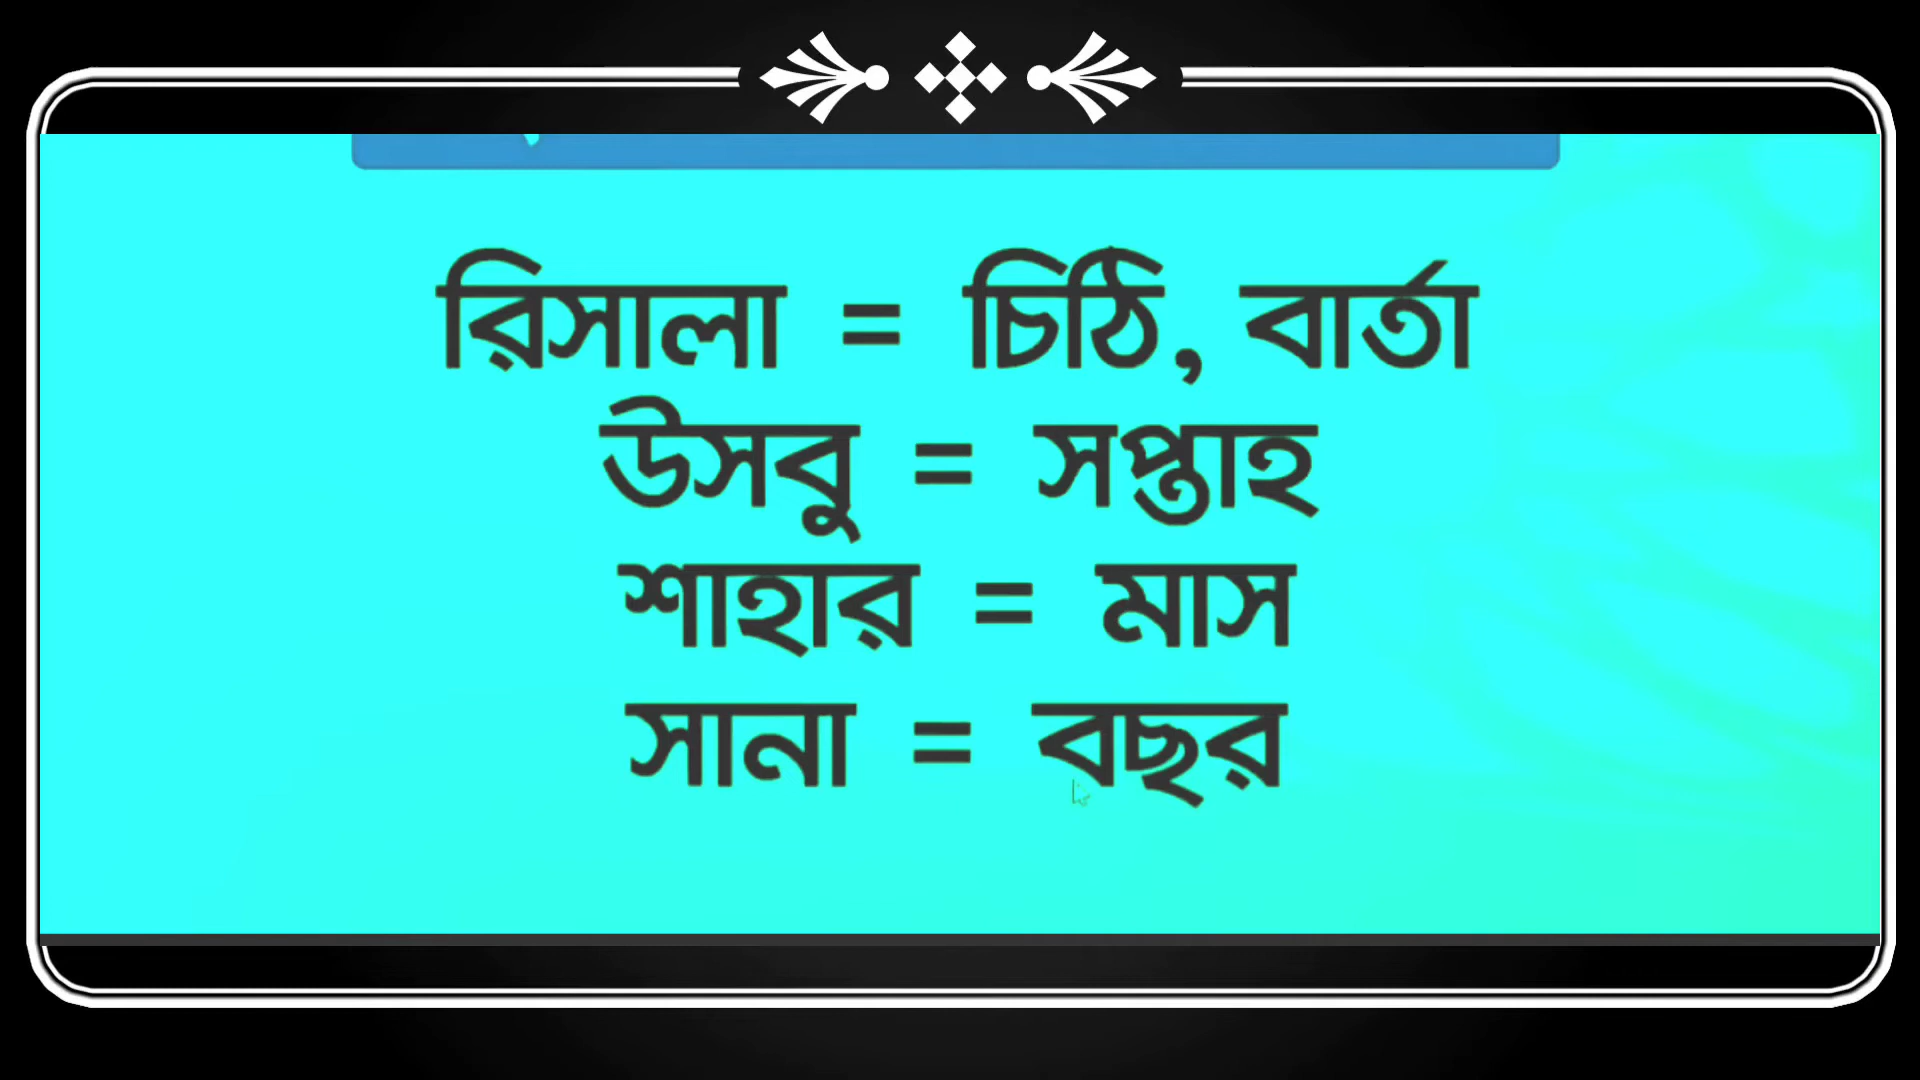 রিসালা = চিঠি, বার্তা
উসবু = সপ্তাহ
শাহার = মাস
সানা = বছর